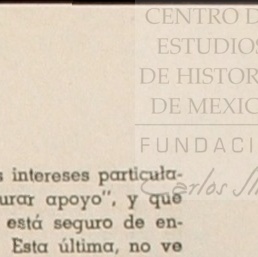 CENTRO D
ESTUDIOS
DE HISTOR
DE MEXIC
FUNDACI
Carlos Sl
s intereses particula-
urar apoyo", y que
está seguro de en-
Esta última, no ve